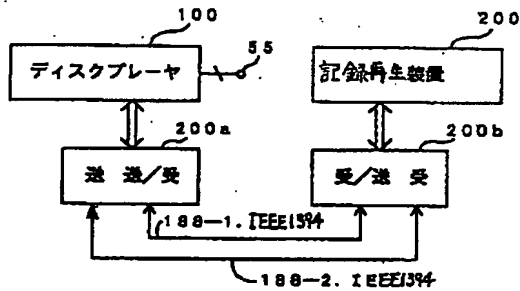 100
55
200
ディスクプレーヤ
記録再生装置
200a
200b
送 送/受
受/送 受
188-1. IEEE1394
188-2. IEEE1394